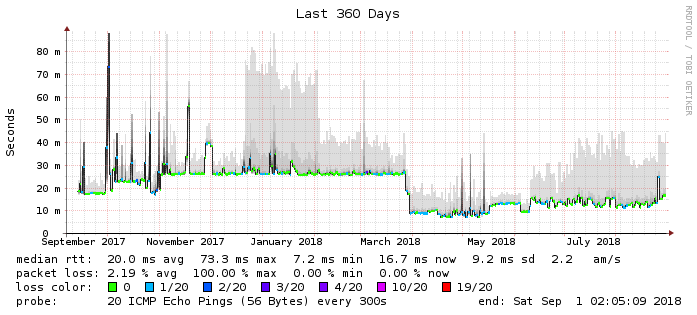 Last 360 Days
RRDTOOL / TOBI OETIKER
Seconds
80 m
70 m
60 m
50 m
40 m
30 m
20 m
10 m
0
September 2017 November 2017 January 2018 March 2018 May 2018 July 2018
median rtt: 20.0 ms avg 73.3 ms max 7.2 ms min 16.7 ms now 9.2 ms sd 2.2 am/s
packet loss: 2.19 % avg 100.00 % max 0.00 % min 0.00 % now
loss color: 0 1/20 2/20 3/20 4/20 10/20 19/20
probe: 20 ICMP Echo Pings (56 Bytes) every 300s end: Sat Sep 1 02:05:09 2018